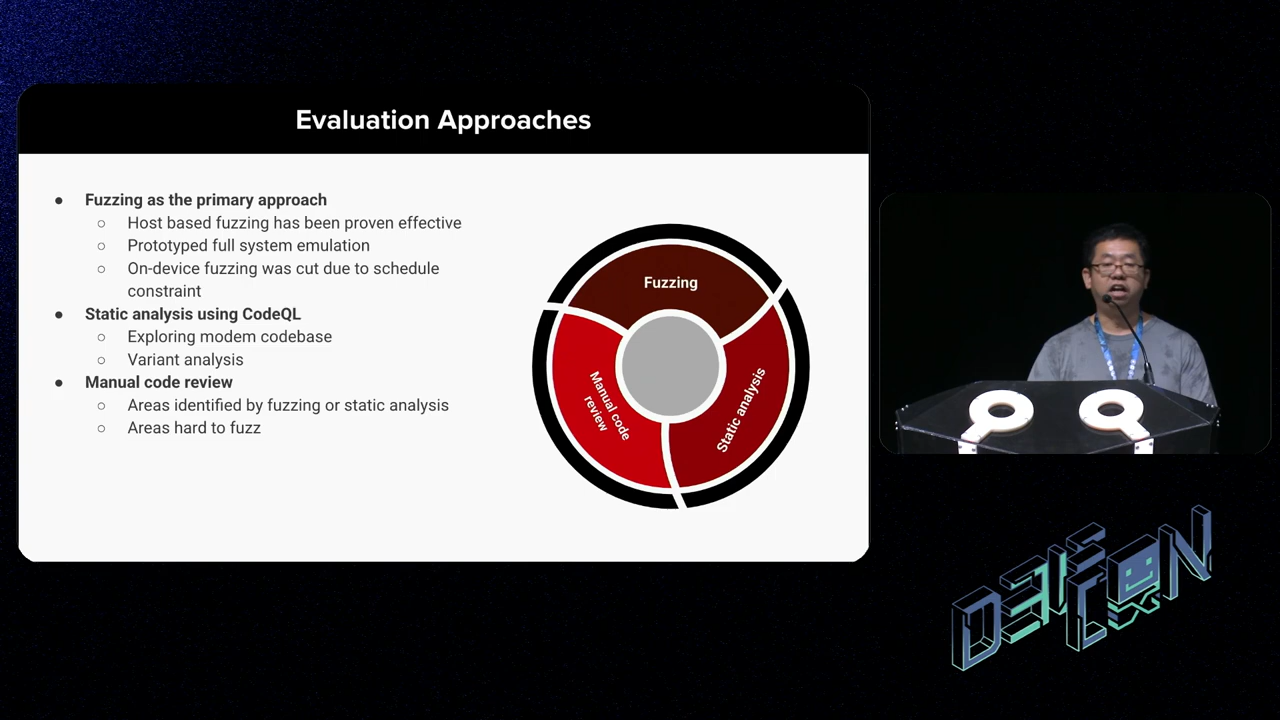 Evaluation Approaches
● Fuzzing as the primary approach
○ Host based fuzzing has been proven effective
○ Prototyped full system emulation
○ On-device fuzzing was cut due to schedule
constraint
● Static analysis using CodeQL
○ Exploring modem codebase
○ Variant analysis
● Manual code review
○ Areas identified by fuzzing or static analysis
○ Areas hard to fuzz
Fuzzing
Manual code
review
Static analysis
DEF CON